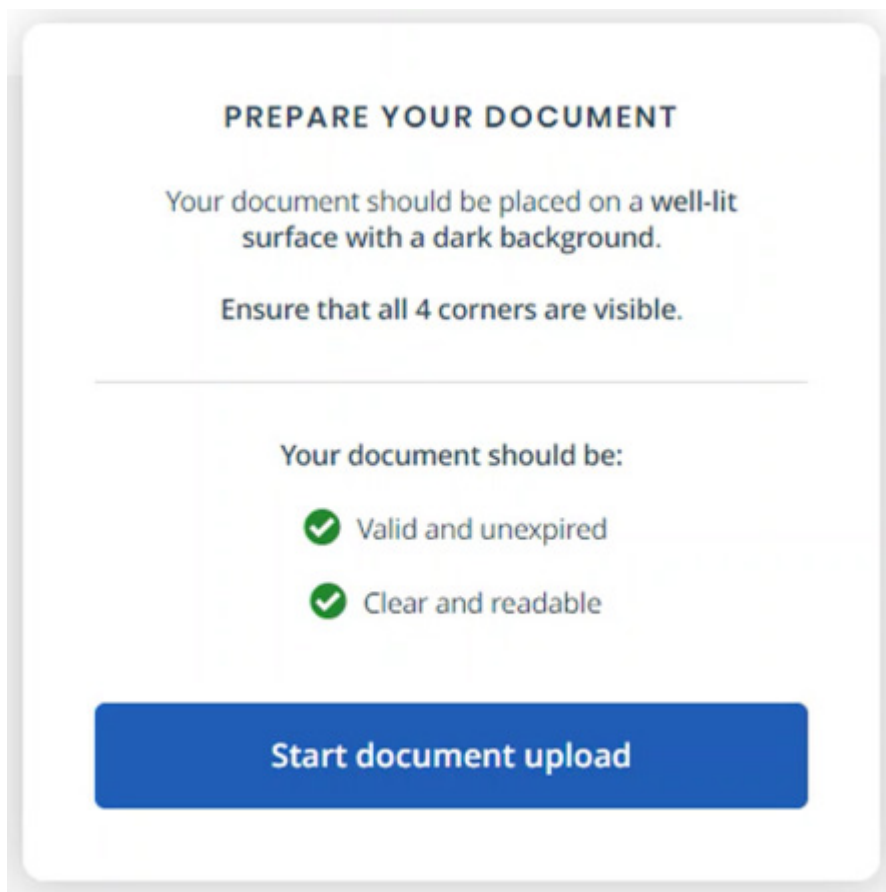 PREPARE YOUR DOCUMENT
Your document should be placed on a well-lit
surface with a dark background.
Ensure that all 4 corners are visible.
Your document should be:
Valid and unexpired
Clear and readable
Start document upload